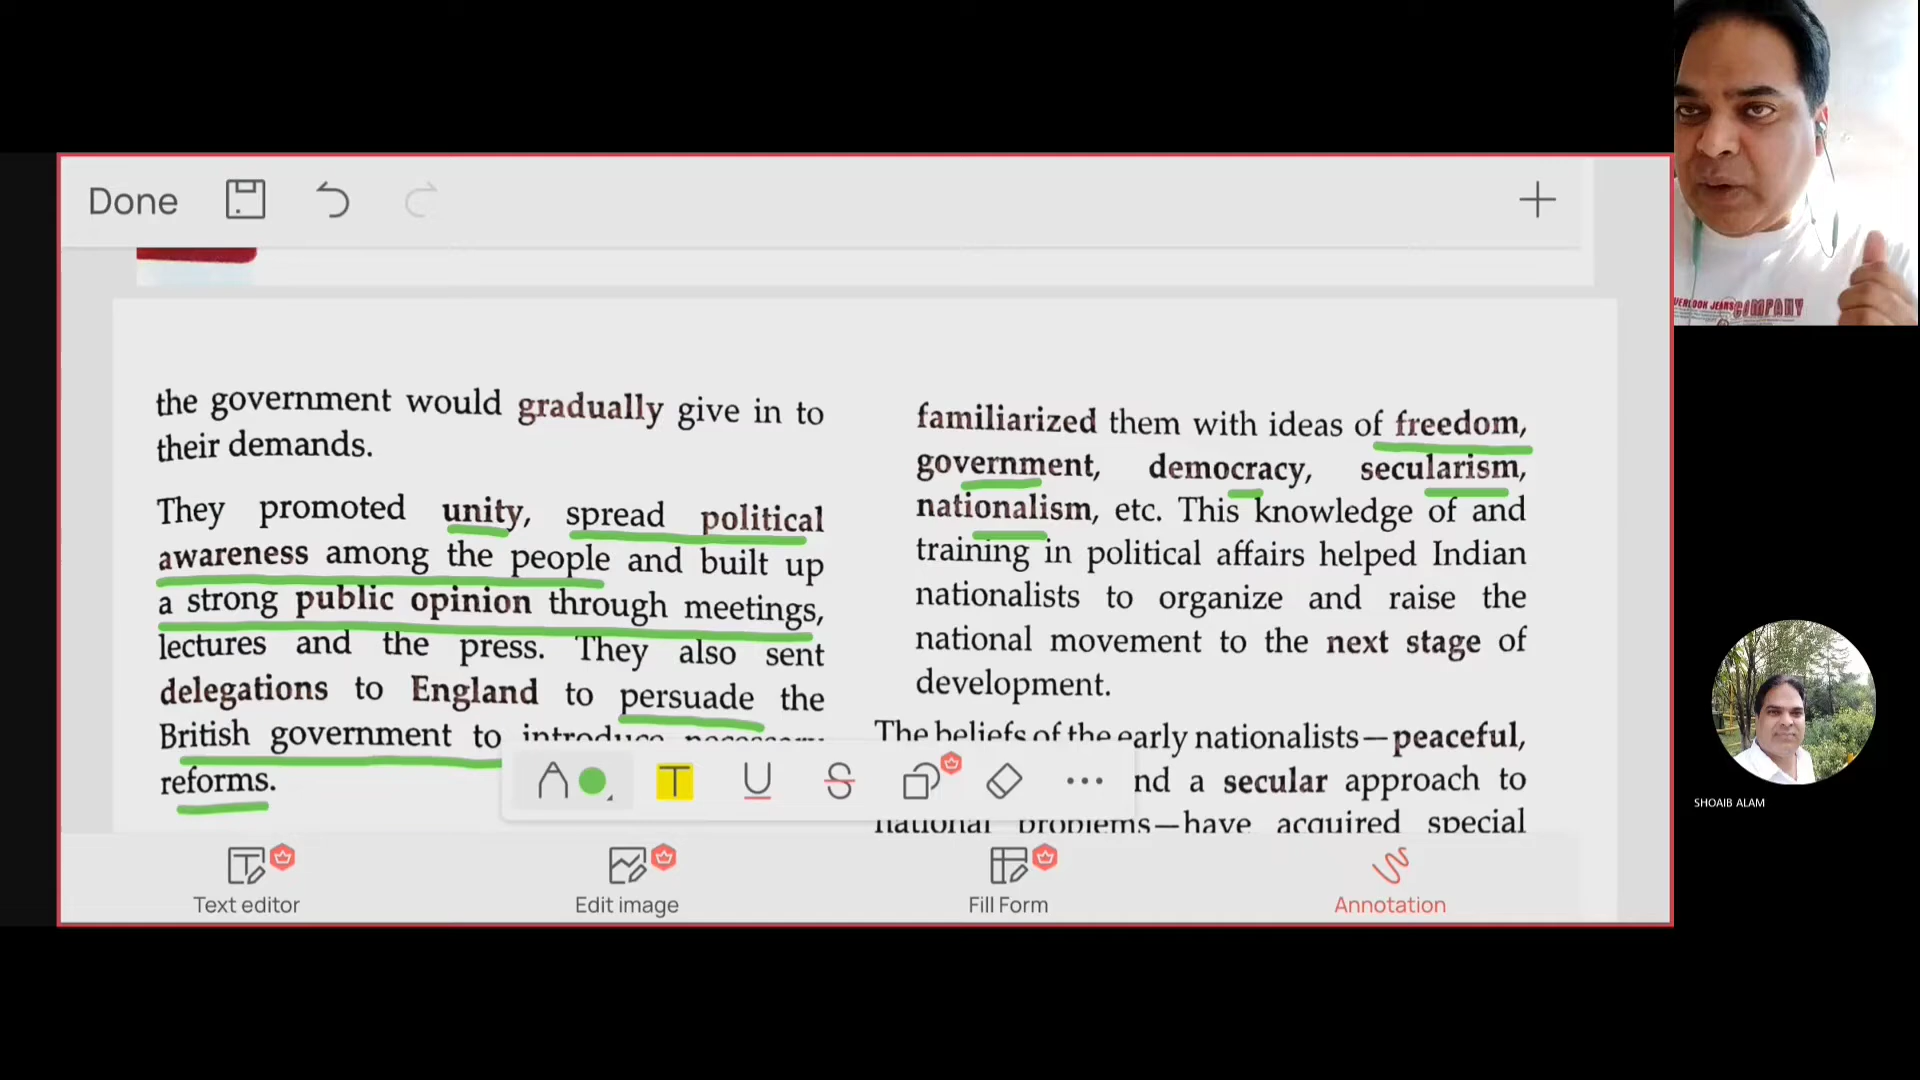 Done
the government would gradually give in to
their demands.
They promoted unity, spread political
awareness among the people and built up
a strong public opinion through meetings,
lectures and the press. They also sent
delegations to England to persuade the
British government to introduce necessary
reforms.
familiarized them with ideas of freedom,
government, democracy, secularism,
nationalism, etc. This knowledge of and
training in political affairs helped Indian
nationalists to organize and raise the
national movement to the next stage of
development.
The beliefs of the early nationalists—peaceful,
nd a secular approach to
national problems—have acquired special
Text editor
Edit image
Fill Form
Annotation
COMPANY
SHOAIB ALAM